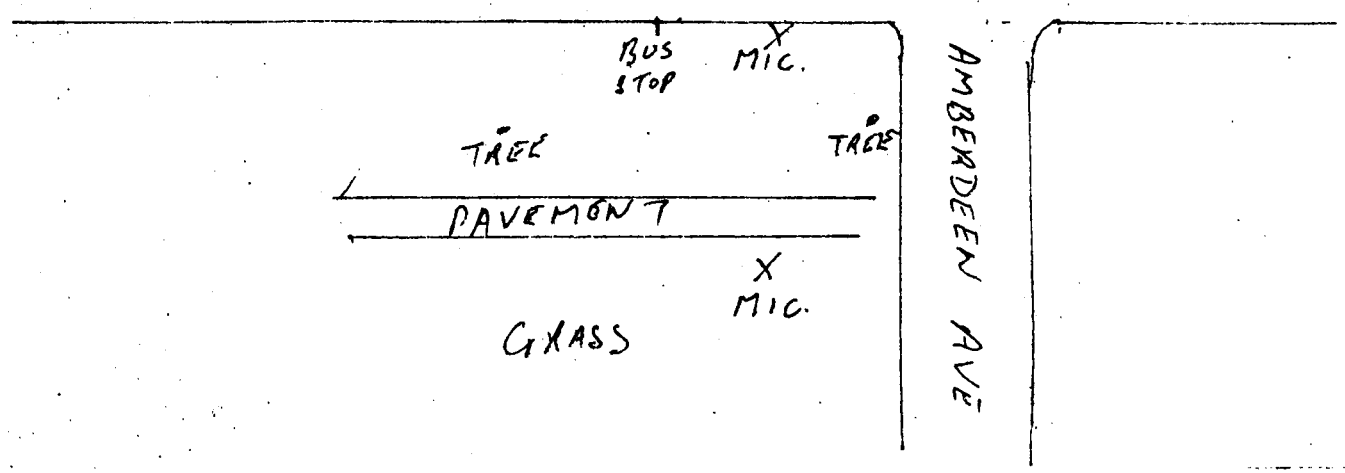 BUS
STOP
X
MIC.
TREE
TREE
PAVEMENT
X
MIC.
GRASS
AMBERDEEN AVE